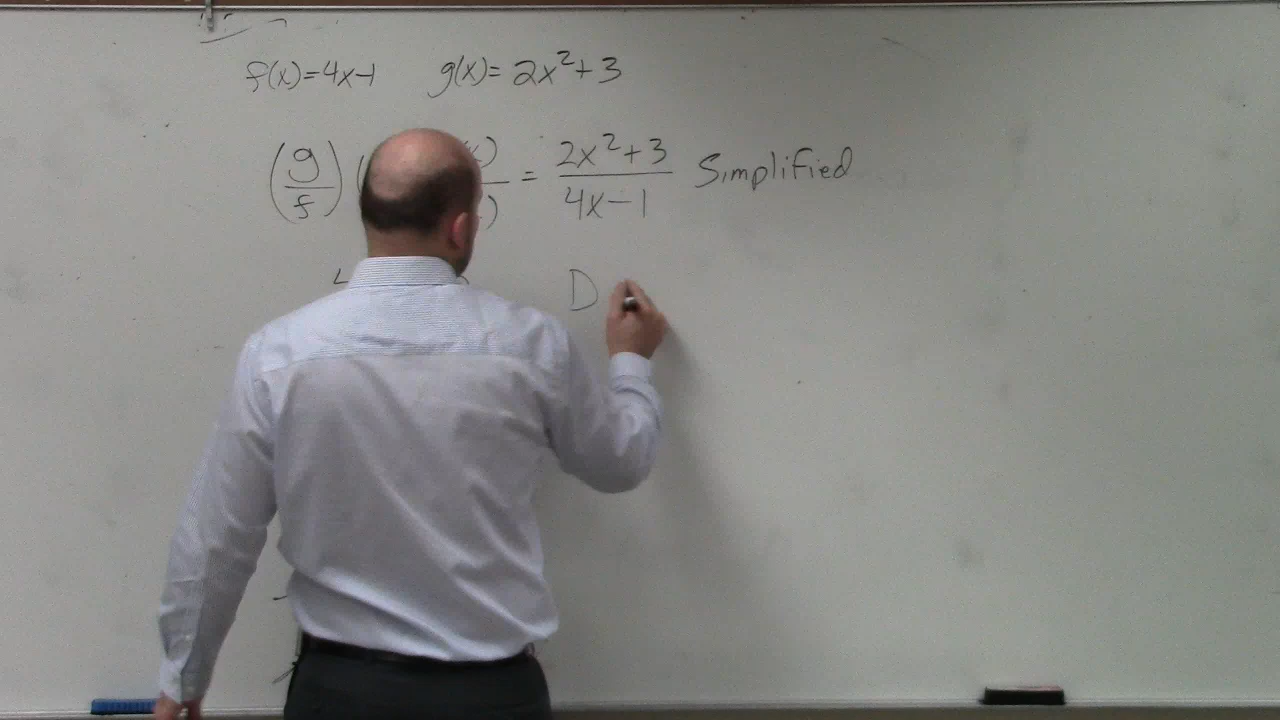 f(x)=4x-1 g(x)= 2x²+3
(g/f)( x) = (2x²+3)/(4x-1) Simplified
D